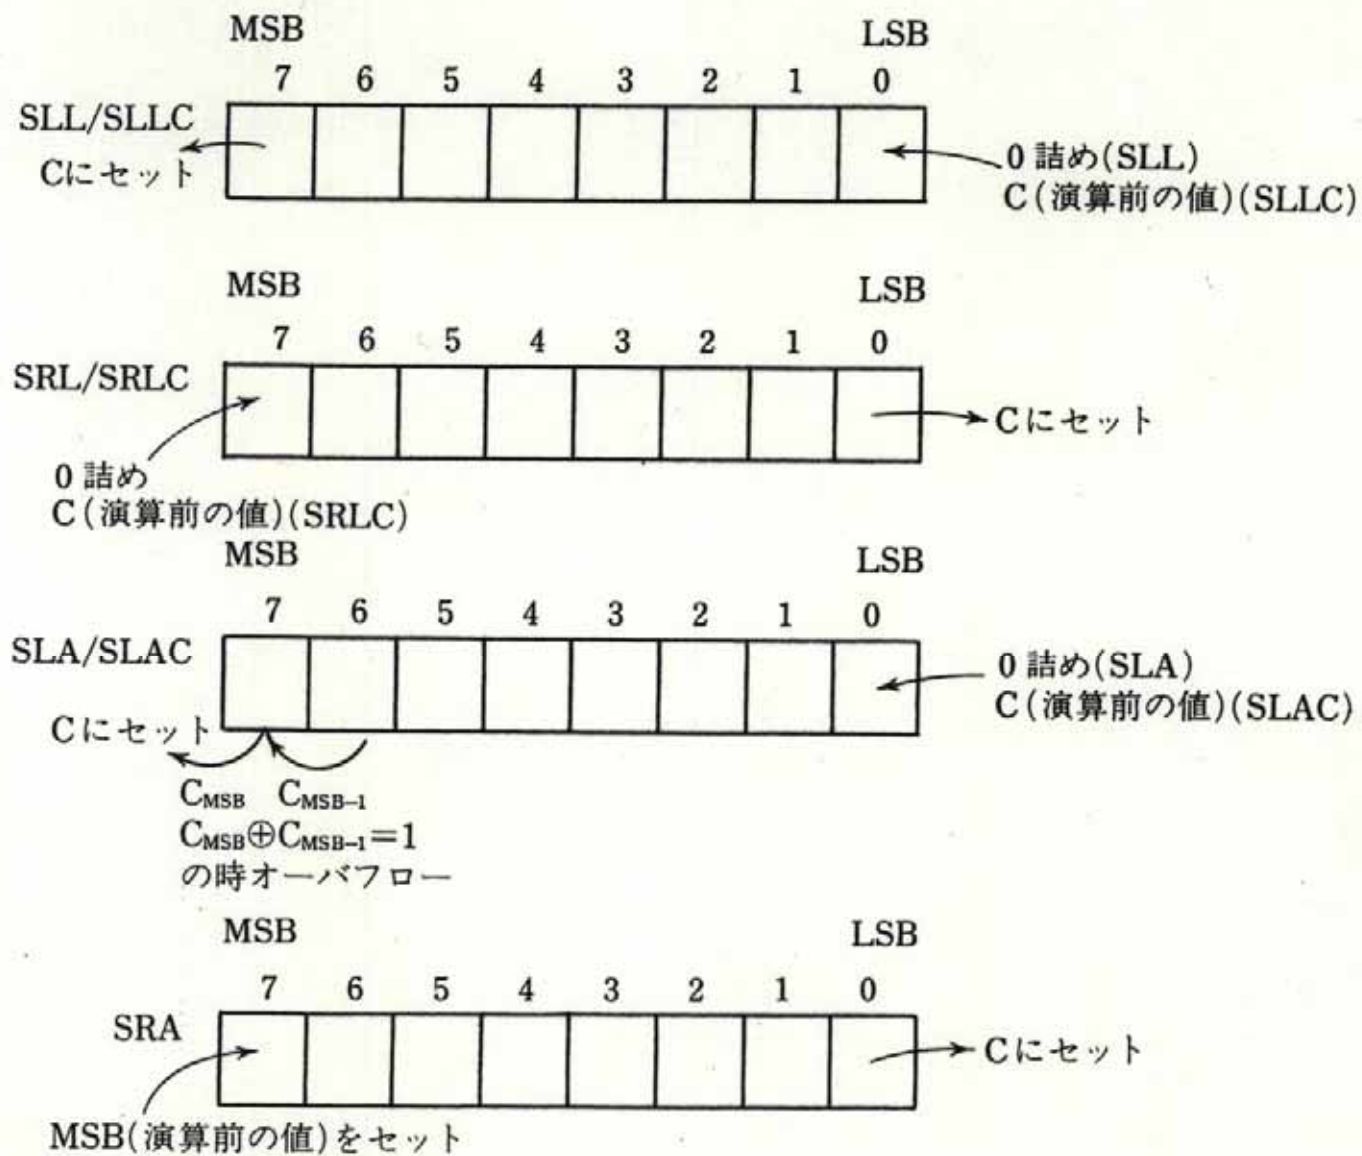 MSB LSB
7 6 5 4 3 2 1 0
SLL/SLLC
Cにセット
0 詰め(SLL)
C(演算前の値)(SLLC)
MSB LSB
7 6 5 4 3 2 1 0
SRL/SRLC
Cにセット
0 詰め
C(演算前の値)(SRLC)
MSB LSB
7 6 5 4 3 2 1 0
SLA/SLAC
0 詰め(SLA)
C(演算前の値)(SLAC)
Cにセット
CMSB CMSB−1
CMSB⊕CMSB−1=1
の時オーバフロー
MSB LSB
7 6 5 4 3 2 1 0
SRA
Cにセット
MSB(演算前の値)をセット